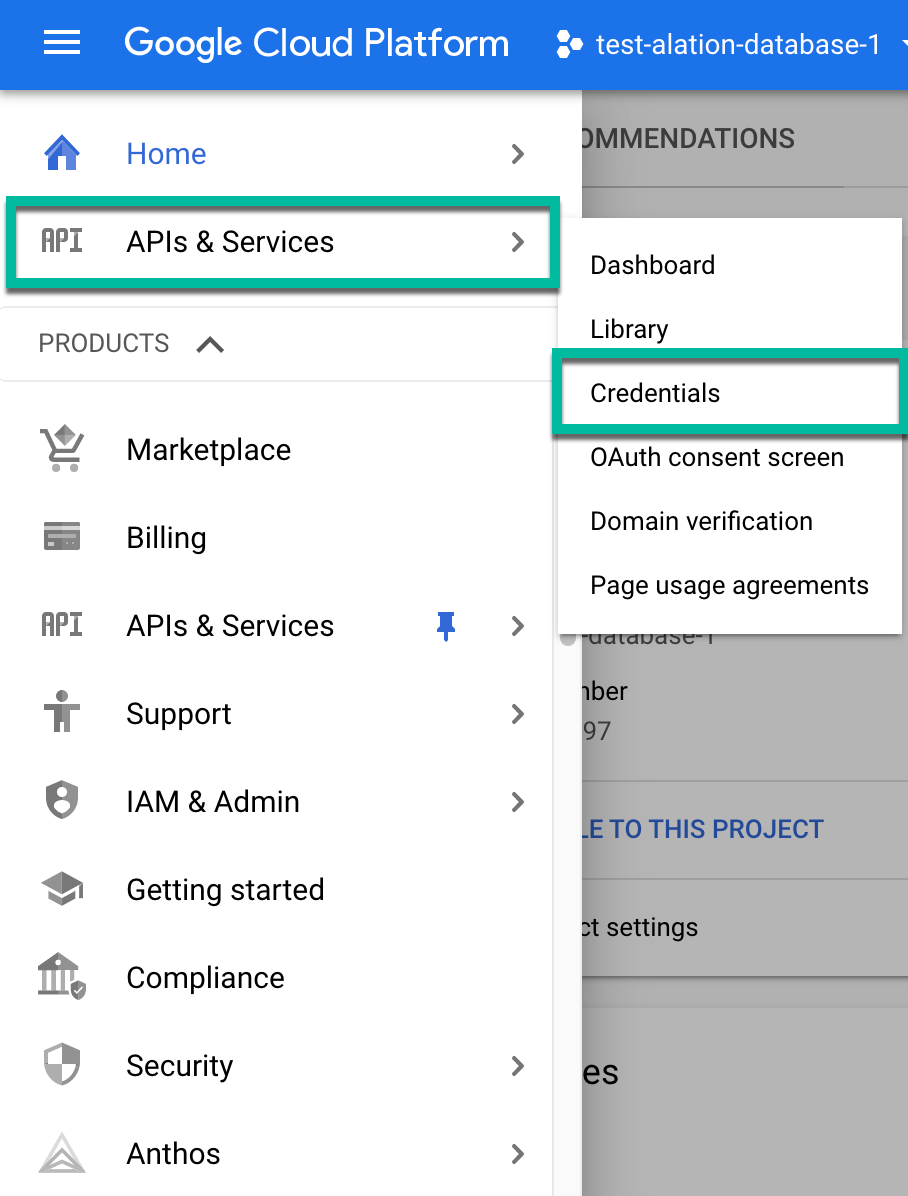 Google Cloud Platform
test-alation-database-1
Home
API
APIs & Services
PRODUCTS
Marketplace
Billing
API
APIs & Services
Support
IAM & Admin
Getting started
Compliance
Security
Anthos
OMMENDATIONS
Dashboard
Library
Credentials
OAuth consent screen
Domain verification
Page usage agreements
-database-1
mber
97
LE TO THIS PROJECT
ct settings
es